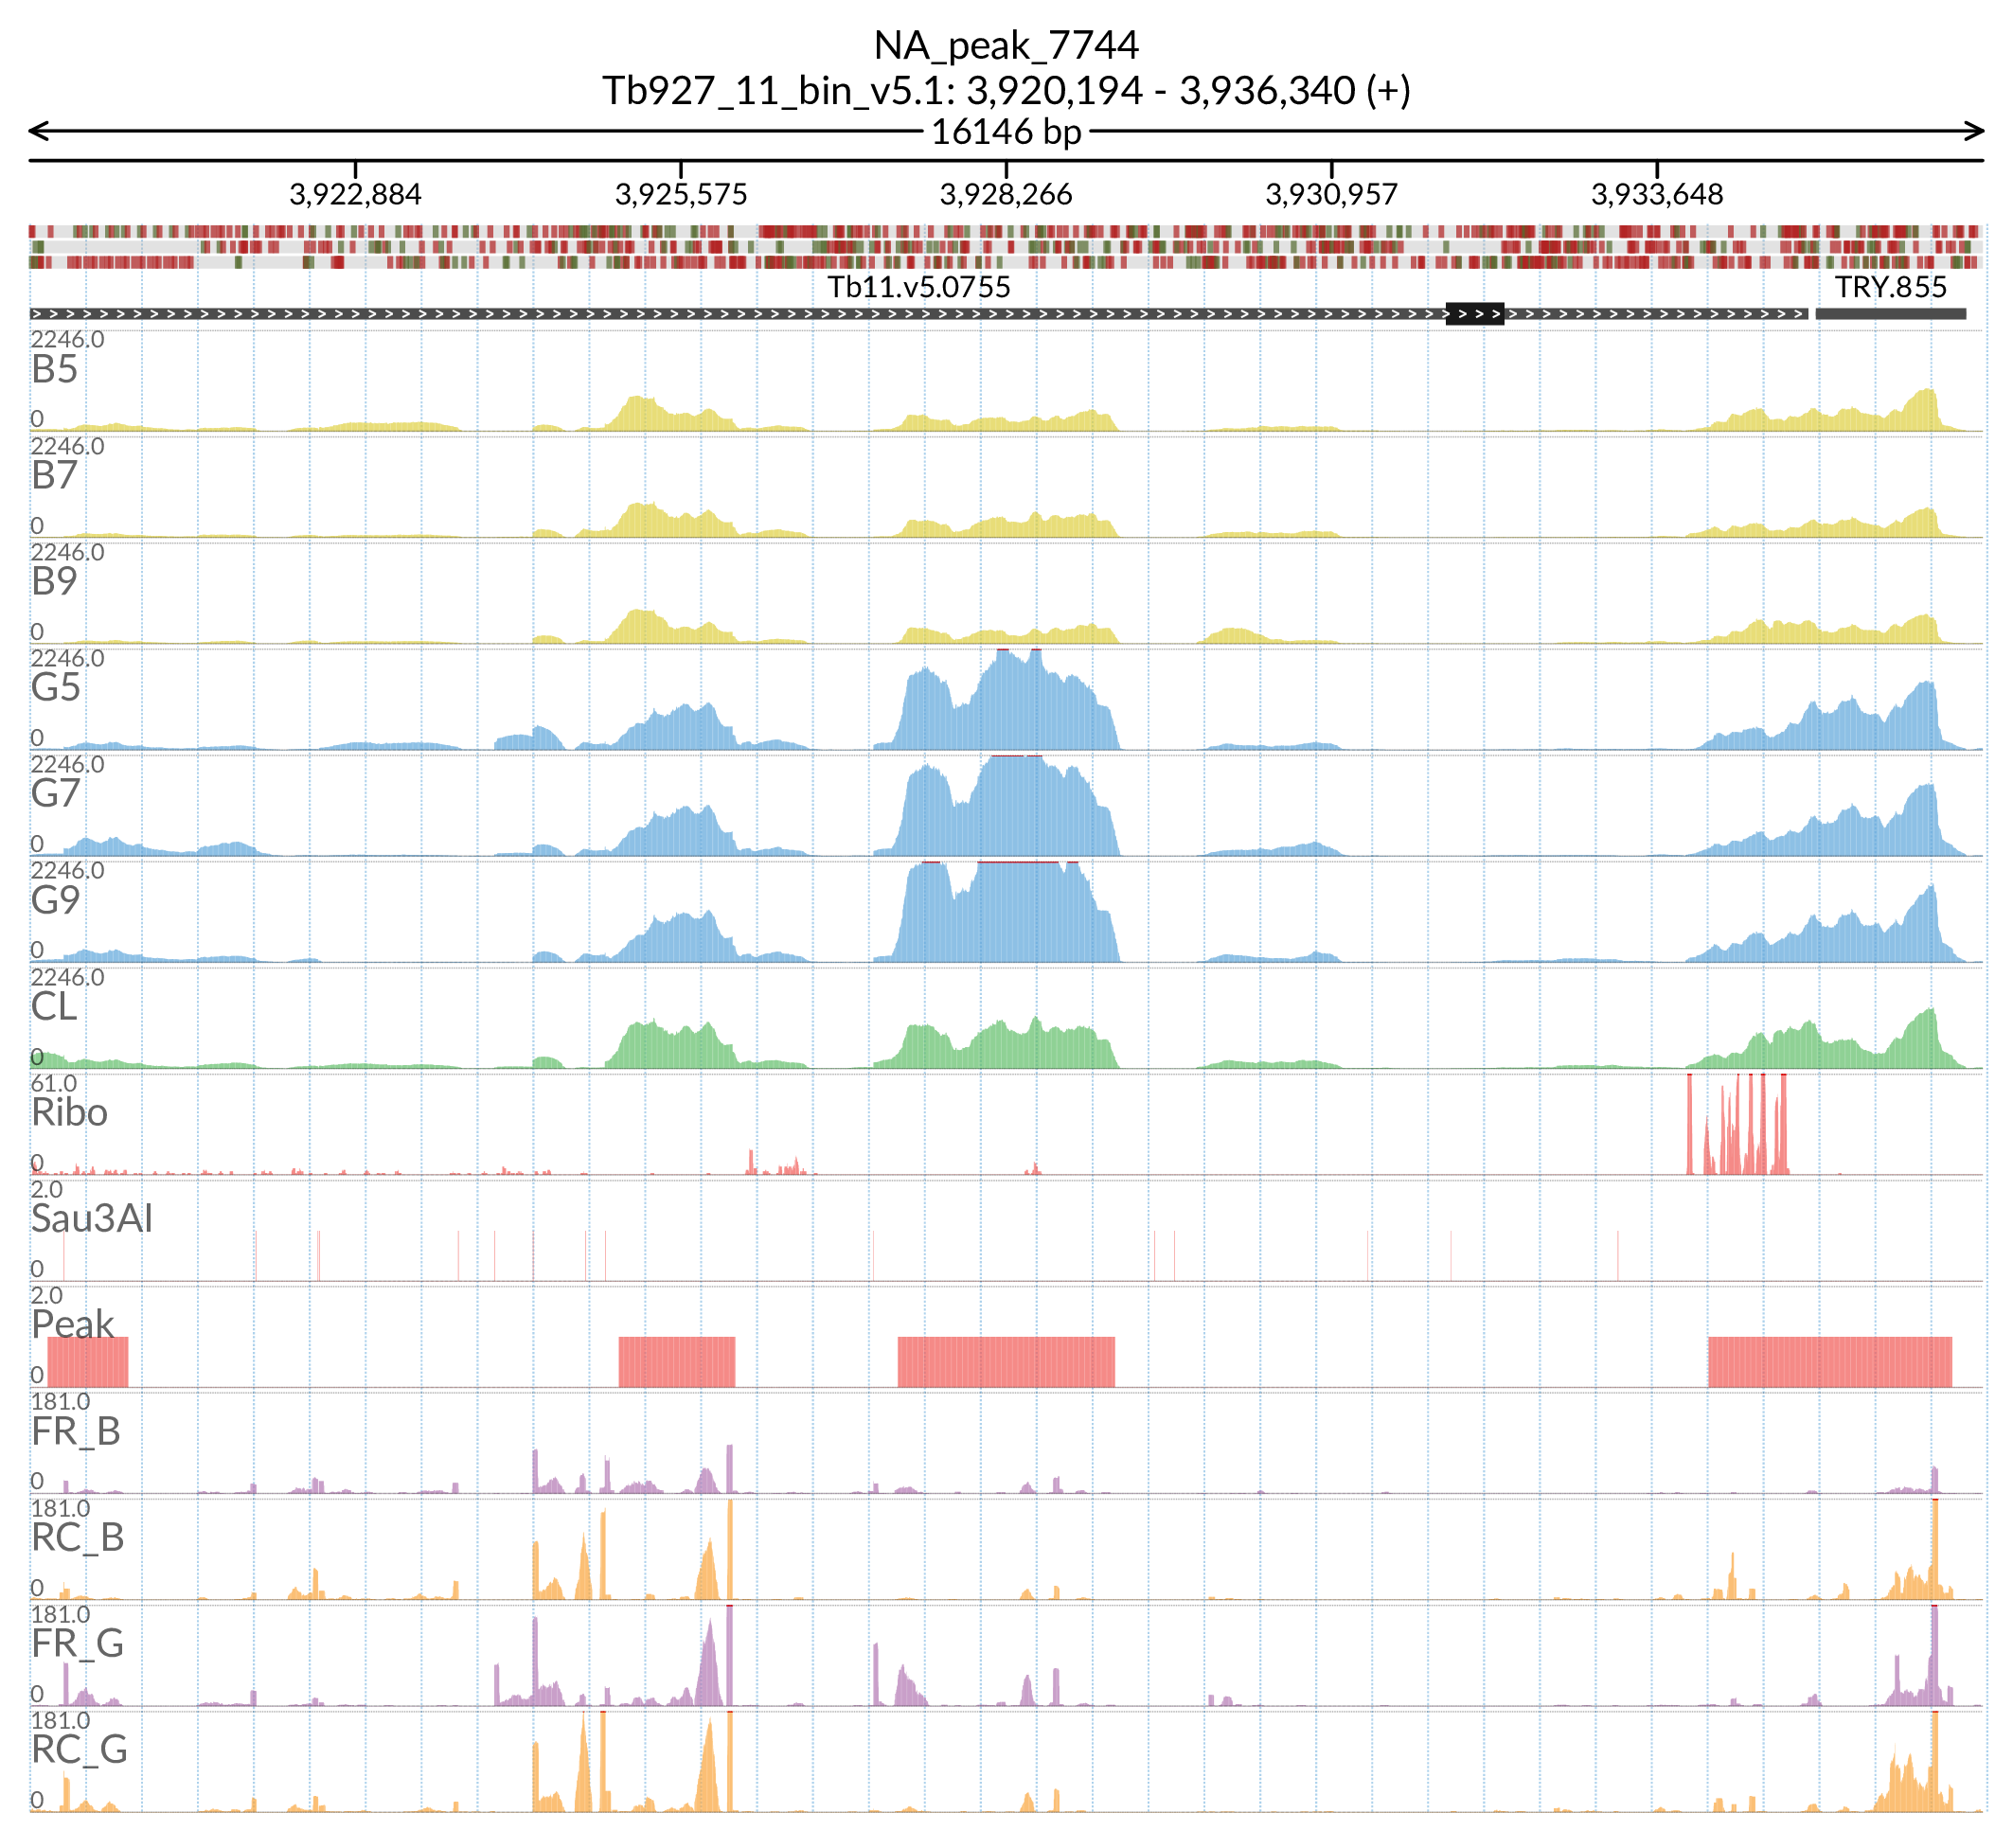 NA_peak_7744
Tb927_11_bin_v5.1: 3,920,194 - 3,936,340 (+)
16146 bp
3,922,884 3,925,575 3,928,266 3,930,957 3,933,648
Tb11.v5.0755 TRY.855
2246.0
B5
0
2246.0
B7
0
2246.0
B9
0
2246.0
G5
0
2246.0
G7
0
2246.0
G9
0
2246.0
CL
0
61.0
Ribo
0
2.0
Sau3AI
0
2.0
Peak
0
181.0
FR_B
0
181.0
RC_B
0
181.0
FR_G
0
181.0
RC_G
0